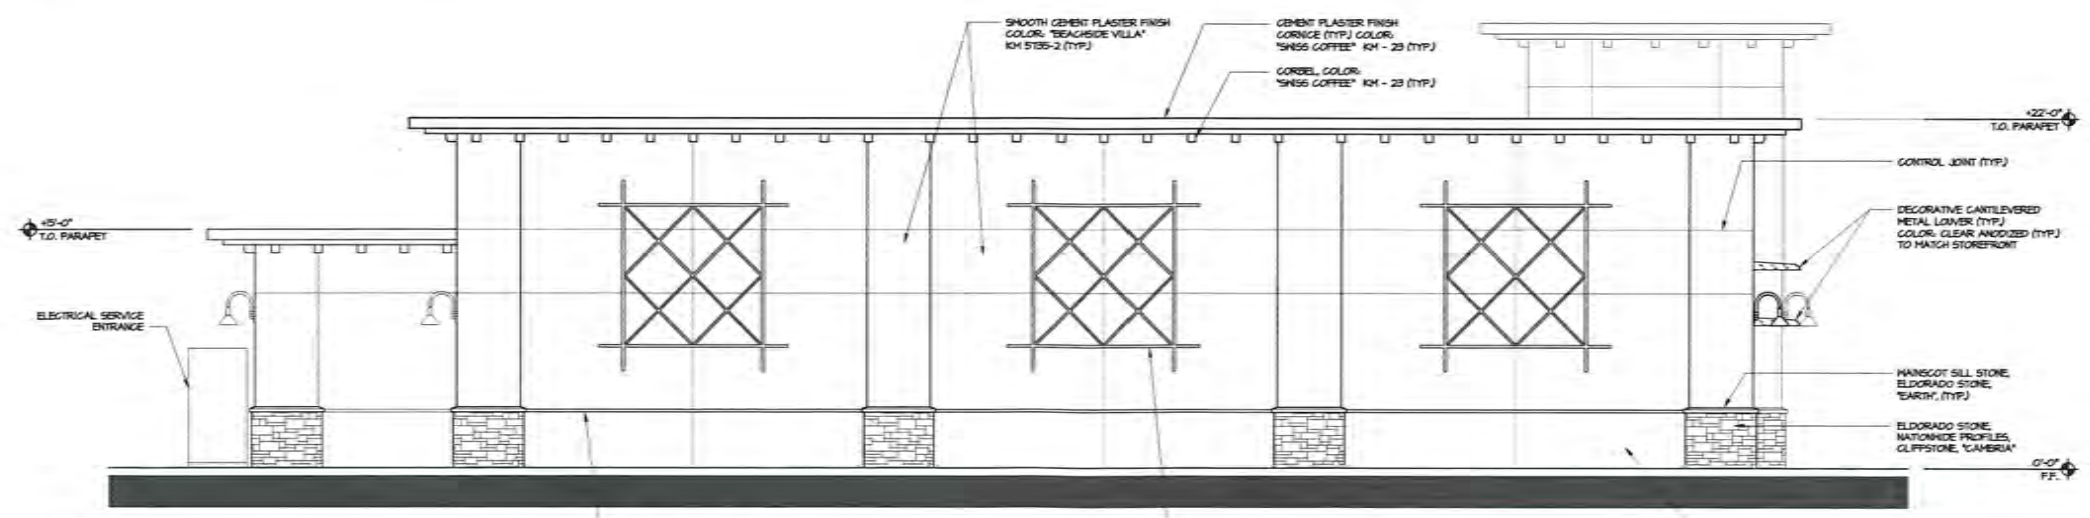 SMOOTH CEMENT PLASTER FINISH
COLOR: "BEACHSIDE VILLA"
KM 5735-2 (TYP.)
CEMENT PLASTER FINISH
CORNICE (TYP.) COLOR:
"SWISS COFFEE" KM - 23 (TYP.)
CORBEL, COLOR:
"SWISS COFFEE" KM - 23 (TYP.)
+22'-0"
T.O. PARAPET
CONTROL JOINT (TYP.)
DECORATIVE CANTILEVERED
METAL LOUVER (TYP.)
COLOR: CLEAR ANODIZED (TYP.)
TO MATCH STOREFRONT
+15'-0"
T.O. PARAPET
ELECTRICAL SERVICE
ENTRANCE
WAINSCOT SILL STONE,
ELDORADO STONE,
"EARTH", (TYP.)
ELDORADO STONE,
NATIONWIDE PROFILES,
CLIFFSTONE, "CAMBRIA"
0'-0"
F.F.